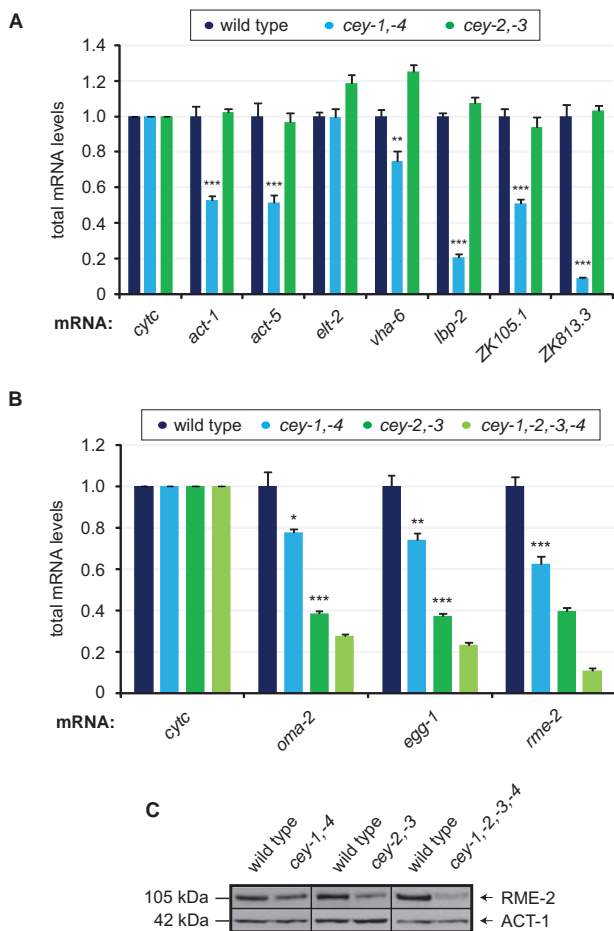 A
wild type cey-1,-4 cey-2,-3
total mRNA levels
1.4
1.2
1.0
0.8
0.6
0.4
0.2
0
***
***
**
***
***
***
mRNA: cytc act-1 act-5 elt-2 vha-6 lbp-2 ZK105.1 ZK813.3
B
wild type cey-1,-4 cey-2,-3 cey-1,-2,-3,-4
total mRNA levels
1.2
1.0
0.8
0.6
0.4
0.2
0
*
***
**
***
***
mRNA: cytc oma-2 egg-1 rme-2
C
wild type cey-1,-4 wild type cey-2,-3 wild type cey-1,-2,-3,-4
105 kDa ← RME-2
42 kDa ← ACT-1